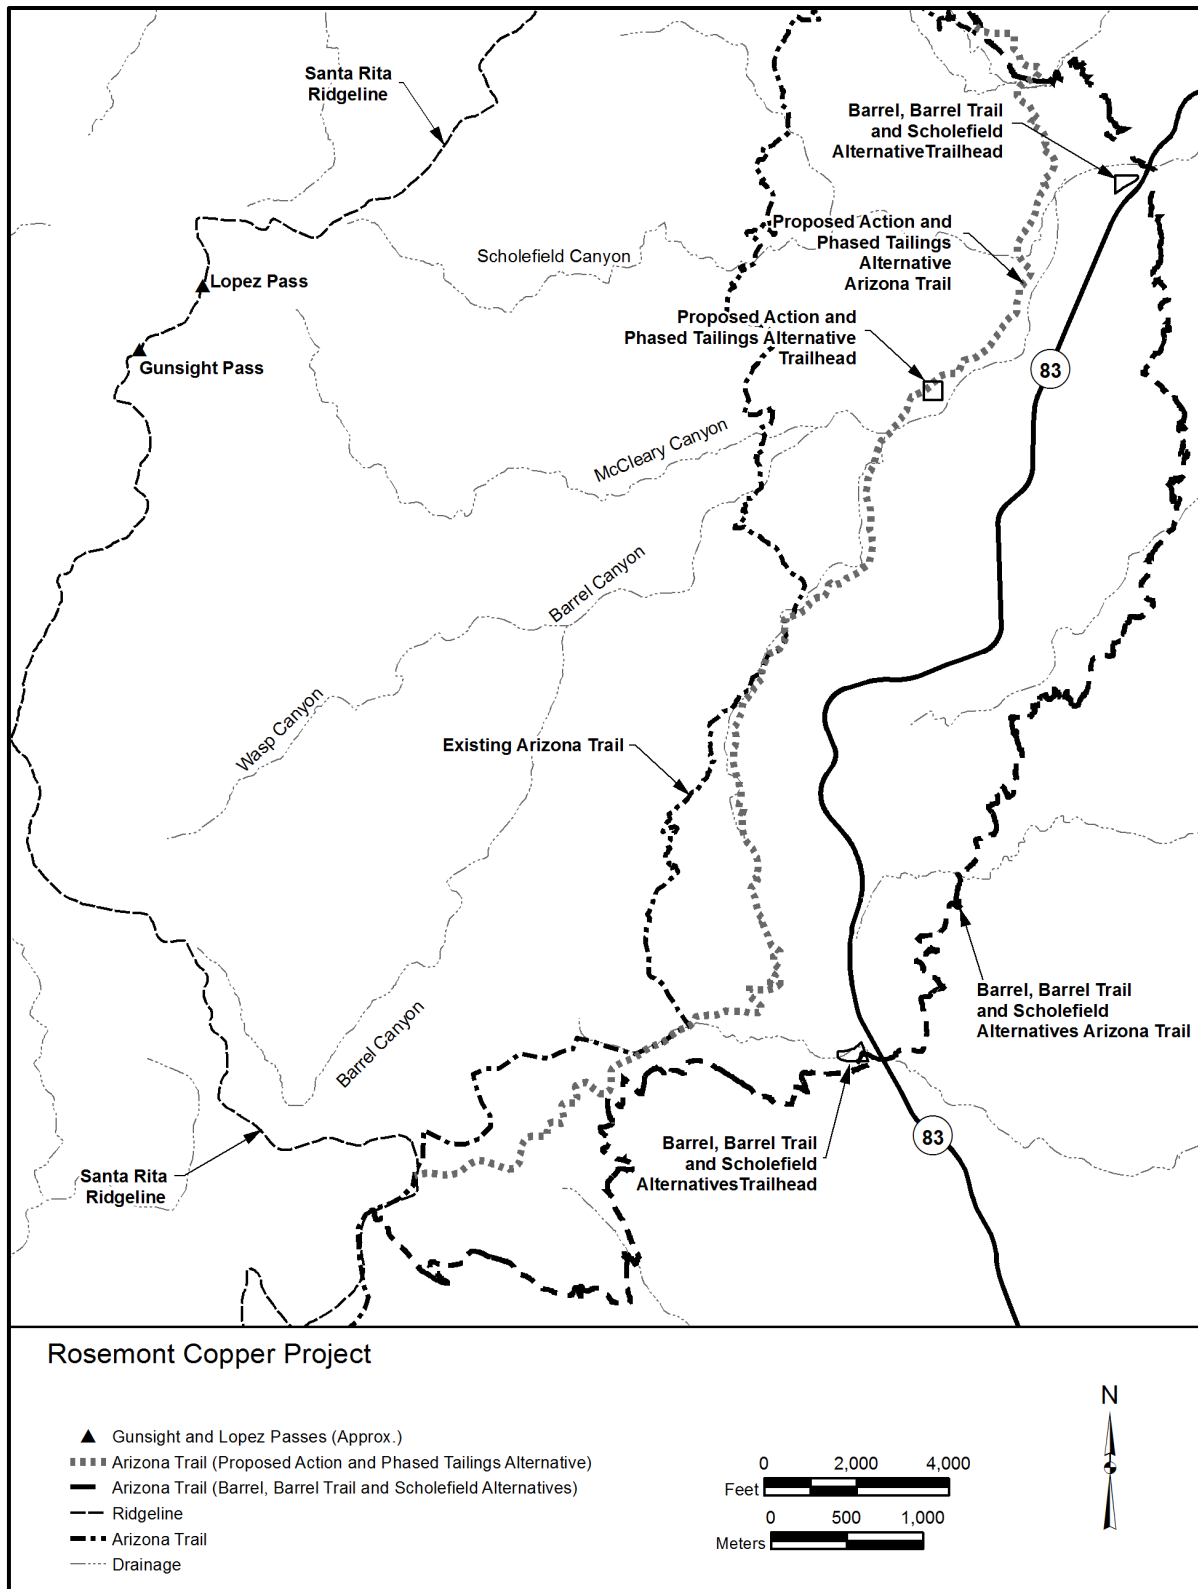 Santa Rita
Ridgeline
Barrel, Barrel Trail
and Scholefield
AlternativeTrailhead
Proposed Action and
Phased Tailings
Alternative
Arizona Trail
Scholefield Canyon
Lopez Pass
Proposed Action and
Phased Tailings Alternative
Trailhead
Gunsight Pass
83
McCleary Canyon
Barrel Canyon
Wasp Canyon
Existing Arizona Trail
Barrel, Barrel Trail
and Scholefield
Alternatives Arizona Trail
Barrel Canyon
83
Barrel, Barrel Trail
and Scholefield
AlternativesTrailhead
Santa Rita
Ridgeline
Rosemont Copper Project
Gunsight and Lopez Passes (Approx.)
Arizona Trail (Proposed Action and Phased Tailings Alternative)
Arizona Trail (Barrel, Barrel Trail and Scholefield Alternatives)
Ridgeline
Arizona Trail
Drainage
0 2,000 4,000
Feet
0 500 1,000
Meters
N